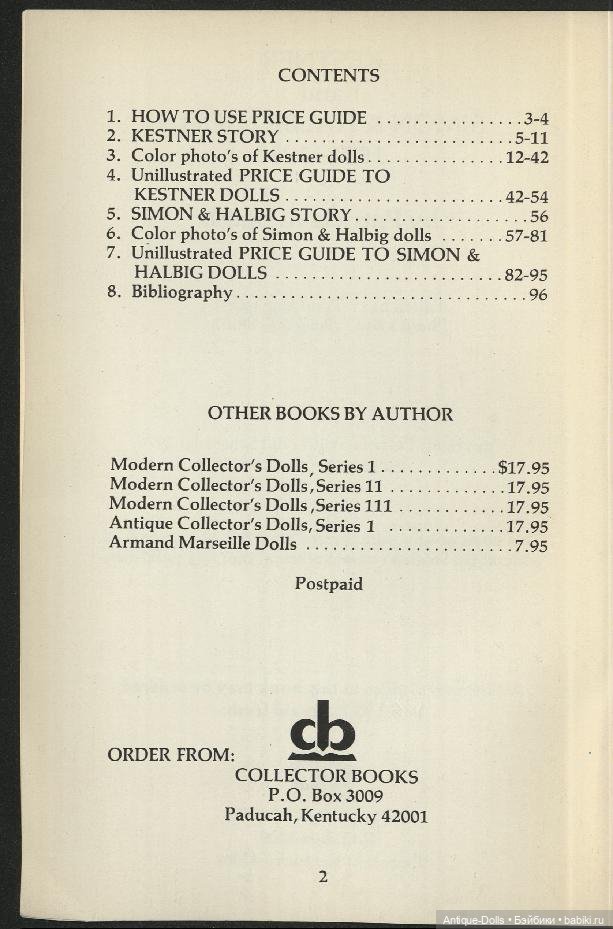 CONTENTS
1. HOW TO USE PRICE GUIDE ................3-4
2. KESTNER STORY ..........................5-11
3. Color photo's of Kestner dolls...............12-42
4. Unillustrated PRICE GUIDE TO
KESTNER DOLLS ........................42-54
5. SIMON & HALBIG STORY...................56
6. Color photo's of Simon & Halbig dolls .......57-81
7. Unillustrated PRICE GUIDE TO SIMON &
HALBIG DOLLS .........................82-95
8. Bibliography................................96
OTHER BOOKS BY AUTHOR
Modern Collector's Dolls, Series 1.............$17.95
Modern Collector's Dolls,Series 11 .............17.95
Modern Collector's Dolls ,Series 111 ............17.95
Antique Collector's Dolls, Series 1 .............17.95
Armand Marseille Dolls .......................7.95
Postpaid
cb
ORDER FROM:
COLLECTOR BOOKS
P.O. Box 3009
Paducah, Kentucky 42001
2
Antique-Dolls • Бэйбики • babiki.ru